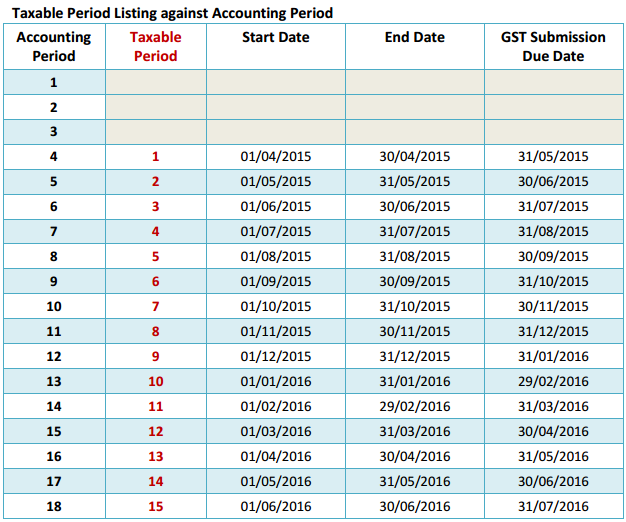 Taxable Period Listing against Accounting Period
Accounting Period Taxable Period Start Date End Date GST Submission Due Date
1
2
3
4 1 01/04/2015 30/04/2015 31/05/2015
5 2 01/05/2015 31/05/2015 30/06/2015
6 3 01/06/2015 30/06/2015 31/07/2015
7 4 01/07/2015 31/07/2015 31/08/2015
8 5 01/08/2015 31/08/2015 30/09/2015
9 6 01/09/2015 30/09/2015 31/10/2015
10 7 01/10/2015 31/10/2015 30/11/2015
11 8 01/11/2015 30/11/2015 31/12/2015
12 9 01/12/2015 31/12/2015 31/01/2016
13 10 01/01/2016 31/01/2016 29/02/2016
14 11 01/02/2016 29/02/2016 31/03/2016
15 12 01/03/2016 31/03/2016 30/04/2016
16 13 01/04/2016 30/04/2016 31/05/2016
17 14 01/05/2016 31/05/2016 30/06/2016
18 15 01/06/2016 30/06/2016 31/07/2016